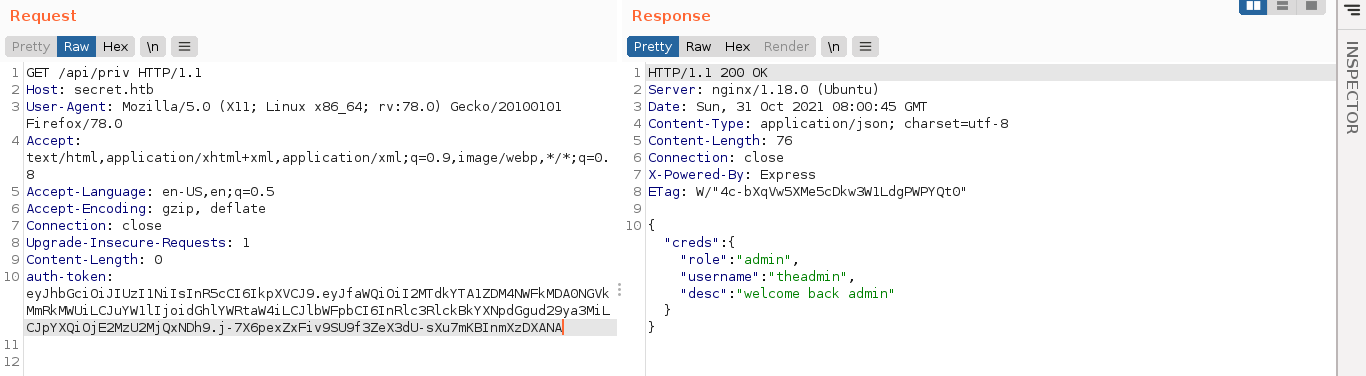 Request
Pretty Raw Hex \n
1 GET /api/priv HTTP/1.1
2 Host: secret.htb
3 User-Agent: Mozilla/5.0 (X11; Linux x86_64; rv:78.0) Gecko/20100101
Firefox/78.0
4 Accept:
text/html,application/xhtml+xml,application/xml;q=0.9,image/webp,*/*;q=0.
8
5 Accept-Language: en-US,en;q=0.5
6 Accept-Encoding: gzip, deflate
7 Connection: close
8 Upgrade-Insecure-Requests: 1
9 Content-Length: 0
10 auth-token:
eyJhbGciOiJIUzI1NiIsInR5cCI6IkpXVCJ9.eyJfaWQiOiI2MTdkYTA1ZDM4NWFkMDA0NGVk
MmRkMWUiLCJuYW1lIjoidGhlYWRtaW4iLCJlbWFpbCI6InRlc3RlckBkYXNpdGgud29ya3MiL
CJpYXQiOjE2MzU2MjQxNDh9.j-7X6pexZxFiv9SU9f3ZeX3dU-sXu7mKBInmXzDXANA
11
12
Response
Pretty Raw Hex Render \n
1 HTTP/1.1 200 OK
2 Server: nginx/1.18.0 (Ubuntu)
3 Date: Sun, 31 Oct 2021 08:00:45 GMT
4 Content-Type: application/json; charset=utf-8
5 Content-Length: 76
6 Connection: close
7 X-Powered-By: Express
8 ETag: W/"4c-bXqVw5XMe5cDkw3W1LdgPWPYQt0"
9
10 {
"creds":{
"role":"admin",
"username":"theadmin",
"desc":"welcome back admin"
}
}
INSPECTOR